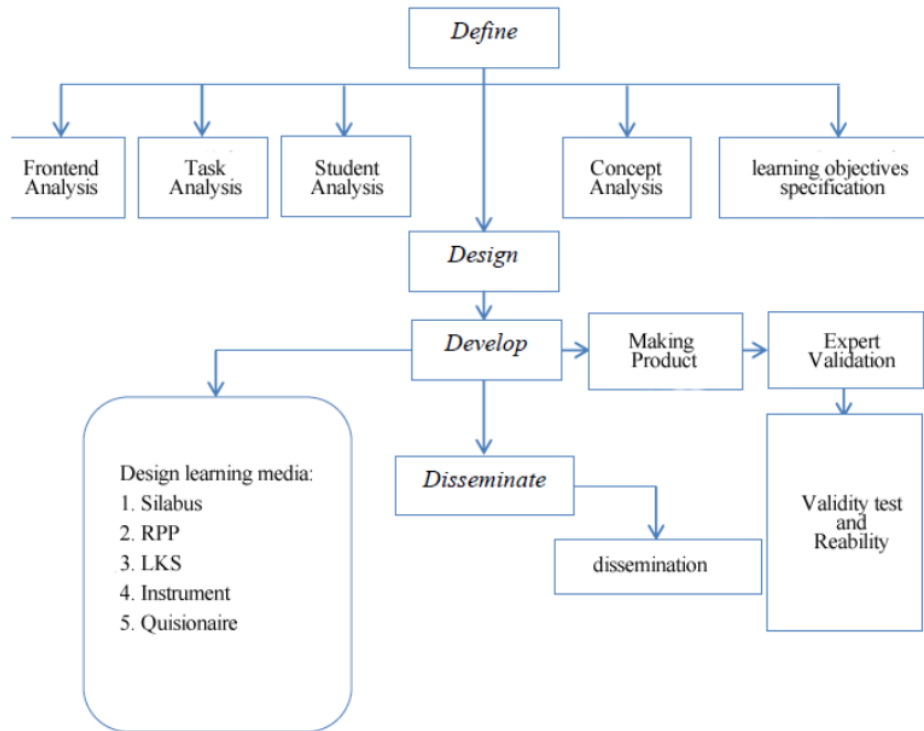 Define
Frontend
Analysis
Task
Analysis
Student
Analysis
Concept
Analysis
learning objectives
specification
Design
Develop
Making
Product
Expert
Validation
Design learning media:
1. Silabus
2. RPP
3. LKS
4. Instrument
5. Quisionaire
Disseminate
dissemination
Validity test
and
Reability